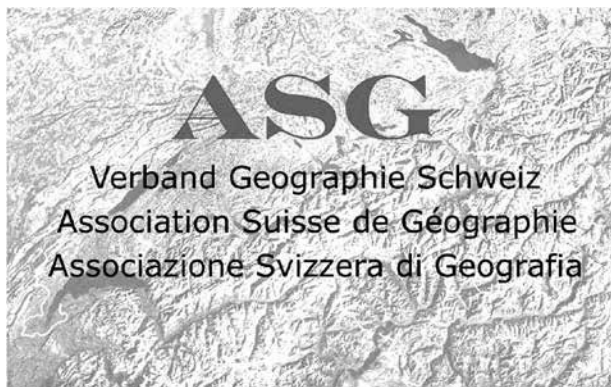 ASG
Verband Geographie Schweiz
Association Suisse de Géographie
Associazione Svizzera di Geografia